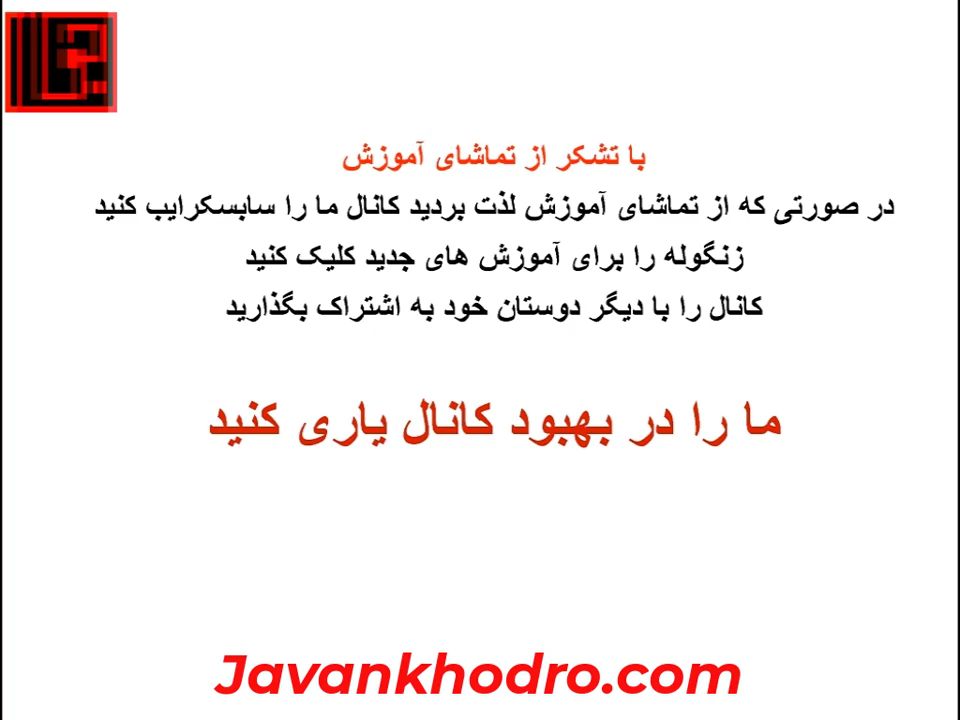 با تشکر از تماشای آموزش
در صورتی که از تماشای آموزش لذت بردید کانال ما را سابسکرایب کنید
زنگوله را برای آموزش های جدید کلیک کنید
کانال را با دیگر دوستان خود به اشتراک بگذارید
ما را در بهبود کانال یاری کنید
Javankhodro.com